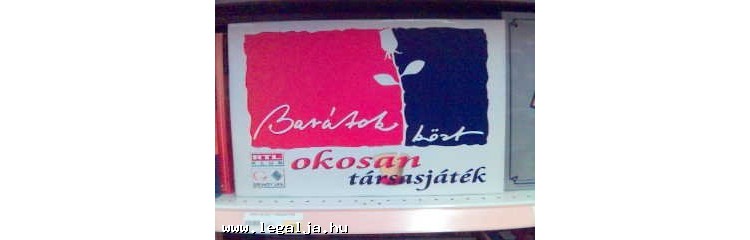 Barátok közt
RTL
KLUB
okosan
társasjáték
www.legalja.hu